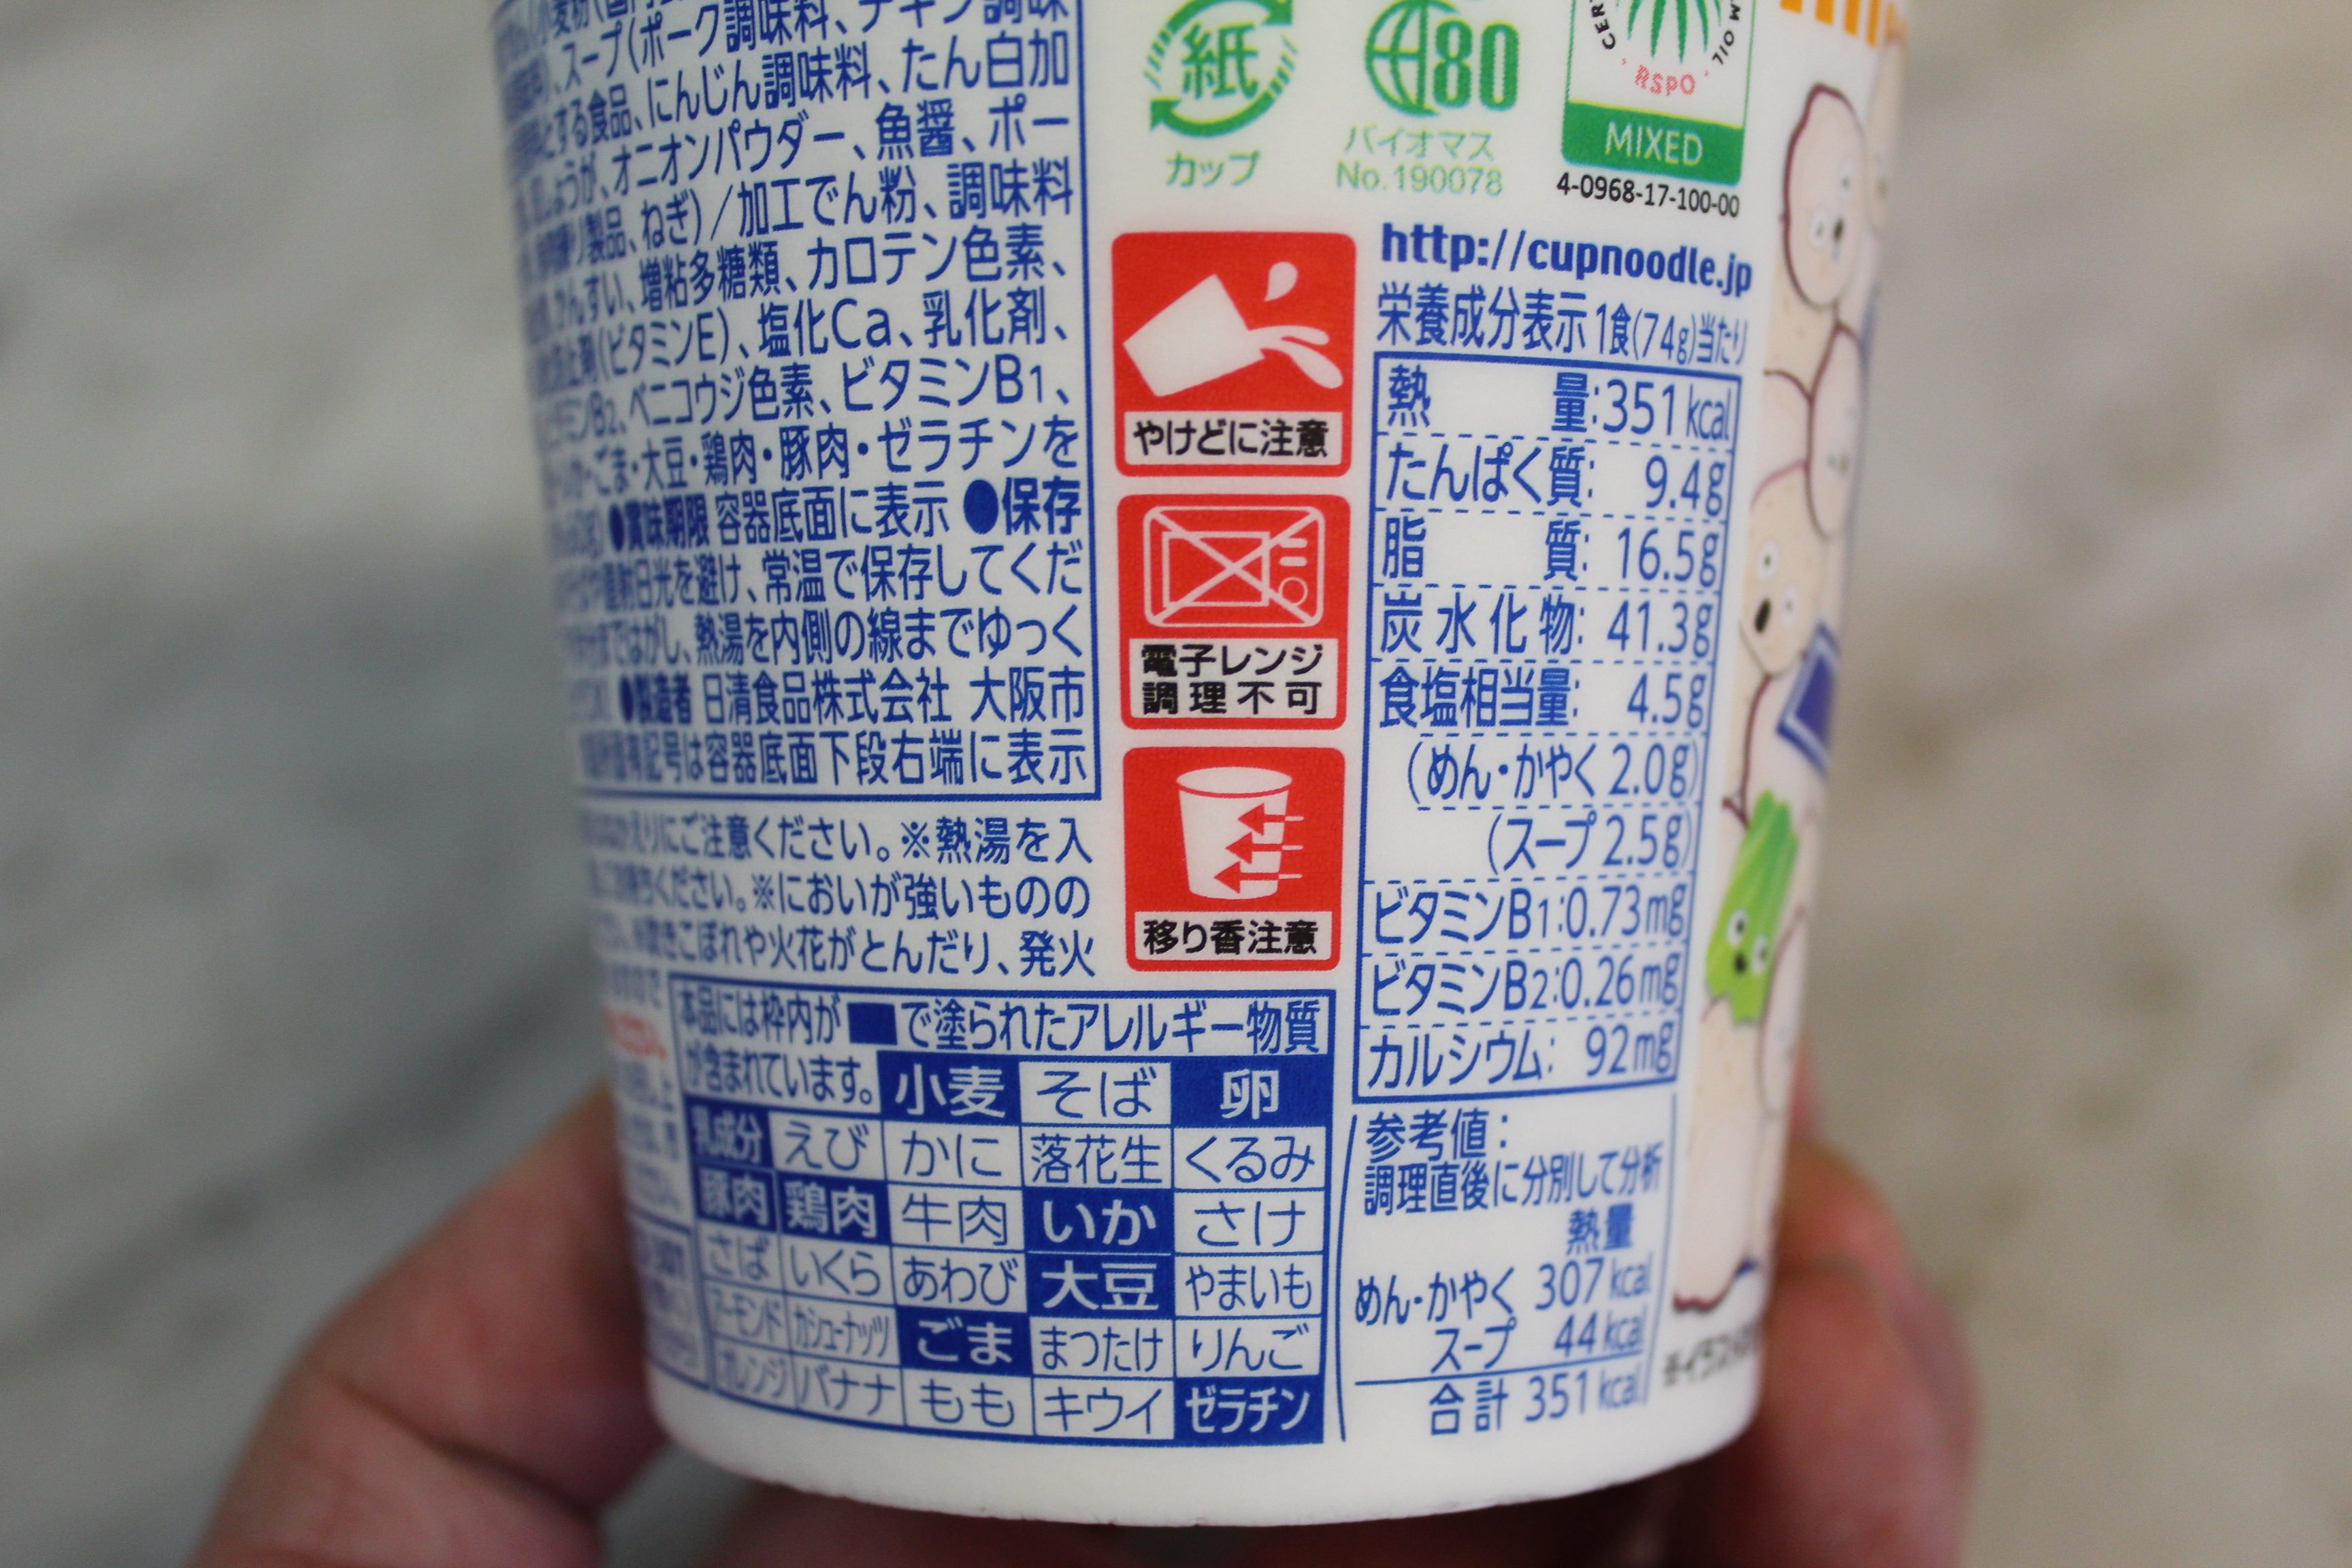 スープ(ポーク調味料、チキン調味
とする食品、にんじん調味料、たん白加
しょうが、オニオンパウダー、魚醤、ポー
り製品、ねぎ)/加工でん粉、調味料
かんすい、増粘多糖類、カロテン色素、
止剤(ビタミンE)、塩化Ca、乳化剤、
ビタミンB2、ベニコウジ色素、ビタミンB1、
ごま・大豆・鶏肉・豚肉・ゼラチンを
●賞味期限 容器底面に表示 ●保存
直射日光を避け、常温で保存してくだ
まではがし、熱湯を内側の線までゆっく
●製造者 日清食品株式会社 大阪市
所固有記号は容器底面下段右端に表示
かえりにご注意ください。※熱湯を入
ください。※においが強いものの
吹きこぼれや火花がとんだり、発火
本品には枠内が■で塗られたアレルギー物質
が含まれています。 小麦 そば 卵
乳成分 えび かに 落花生 くるみ
豚肉 鶏肉 牛肉 いか さけ
さば いくら あわび 大豆 やまいも
アーモンド カシューナッツ ごま まつたけ りんご
オレンジ バナナ もも キウイ ゼラチン
紙
カップ
80
バイオマス
No.190078
CER
M OIL
RSPO
MIXED
4-0968-17-100-00
やけどに注意
電子レンジ
調理不可
移り香注意
http://cupnoodle.jp
栄養成分表示 1食(74g)当たり
熱量:351kcal
たんぱく質: 9.4g
脂質: 16.5g
炭水化物: 41.3g
食塩相当量: 4.5g
(めん・かやく 2.0g)
(スープ 2.5g)
ビタミンB1:0.73mg
ビタミンB2:0.26mg
カルシウム: 92mg
参考値:
調理直後に分別して分析
熱量
めん・かやく 307kcal
スープ 44kcal
合計 351kcal
※イラスト